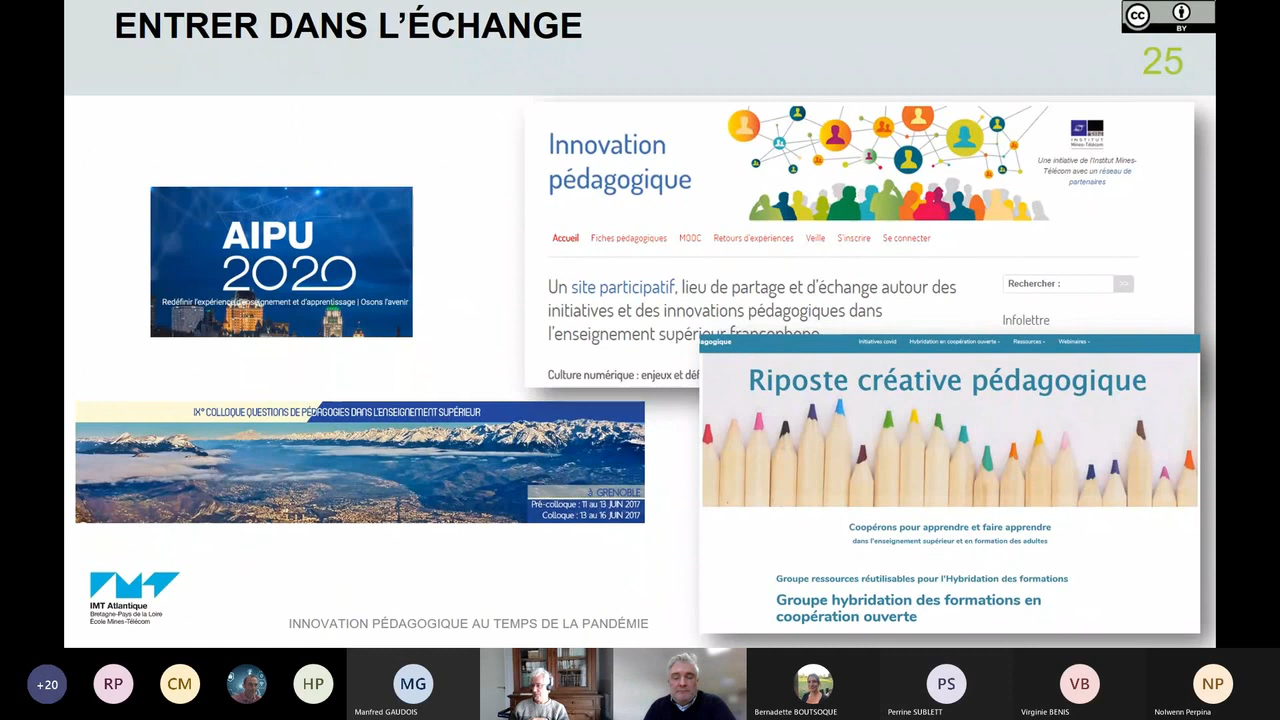 ENTRER DANS L’ÉCHANGE
cc
BY
25
AIPU
2020
Redéfinir l'expérience d'enseignement et d'apprentissage | Osons l'avenir
Innovation
pédagogique
INSTITUT
Mines-Télécom
Une initiative de l'Institut Mines-
Télécom avec un réseau de
partenaires
Accueil Fiches pédagogiques MOOC Retours d'expériences Veille S'inscrire Se connecter
Un site participatif, lieu de partage et d'échange autour des
initiatives et des innovations pédagogiques dans
l'enseignement supérieur francophone
Rechercher : >>
Infolettre
Culture numérique : enjeux et déf
dagogique Initiatives covid Hybridation en coopération ouverte Ressources Webinaires
Riposte créative pédagogique
Coopérons pour apprendre et faire apprendre
dans l'enseignement supérieur et en formation des adultes
Groupe ressources réutilisables pour l'Hybridation des formations
Groupe hybridation des formations en
coopération ouverte
IX° COLLOQUE QUESTIONS DE PÉDAGOGIES DANS L'ENSEIGNEMENT SUPÉRIEUR
à GRENOBLE
Pré-colloque : 11 au 13 JUIN 2017
Colloque : 13 au 16 JUIN 2017
IMT Atlantique
Bretagne-Pays de la Loire
École Mines-Télécom
INNOVATION PÉDAGOGIQUE AU TEMPS DE LA PANDÉMIE
+20 RP CM HP MG PS VB NP
Manfred GAUDOIS Bernadette BOUTSOQUE Perrine SUBLETT Virginie BENIS Nolwenn Perpina